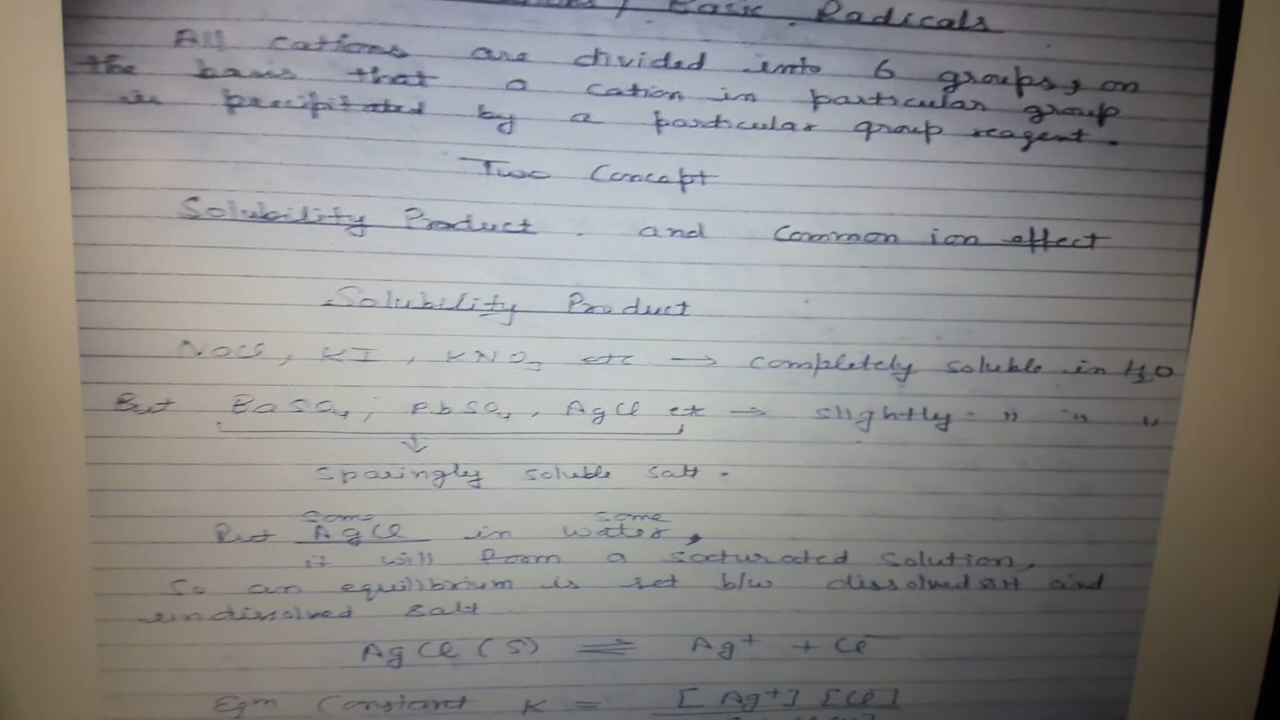 Basic Radicals
All cations are divided into 6 groups, on
the basis that a cation in particular group
is precipitated by a particular group reagent.
Two Concept
Solubility Product and Common ion effect
Solubility Product
NaCl, KI, KNO3 etc → completely soluble in H2O
But BaSO4, PbSO4, AgCl et → slightly " " "
↓
Sparingly soluble salt.
Put some AgCl in some water,
it will form a saturated solution,
So an equilibrium is set b/w dissolved salt and
undissolved salt
AgCl (s) ⇌ Ag+ + Cl-
Eqm Constant K = [Ag+] [Cl]